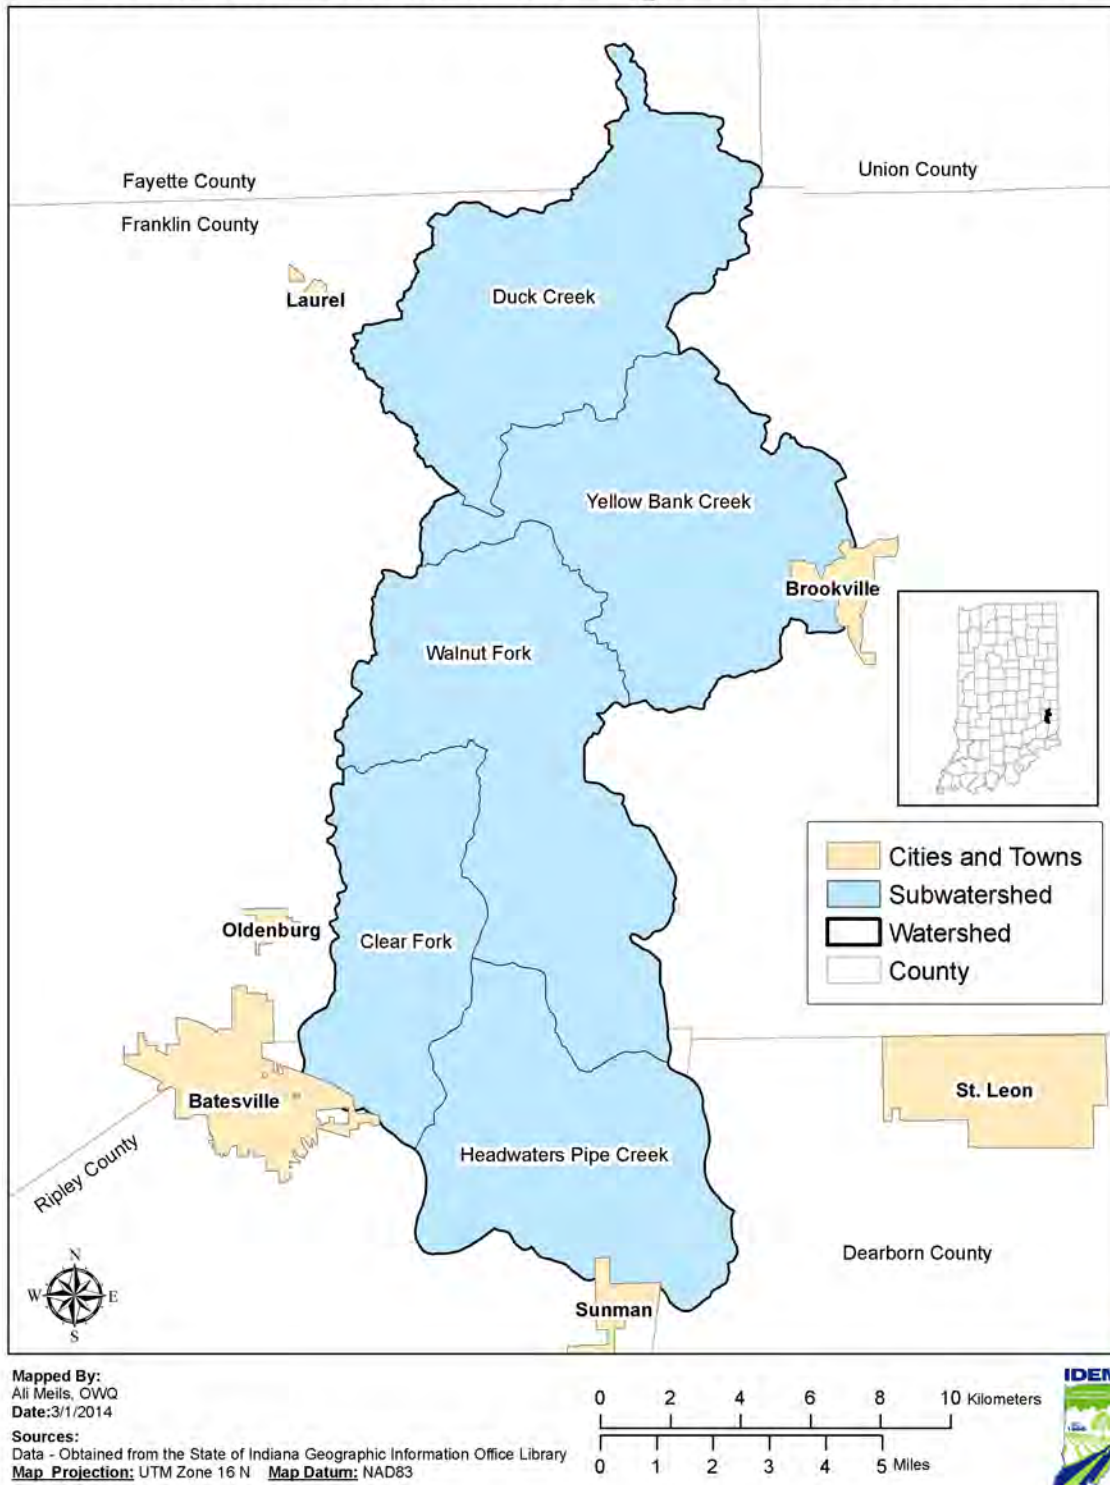 Fayette County
Union County
Franklin County
Laurel
Duck Creek
Yellow Bank Creek
Brookville
Walnut Fork
Cities and Towns
Subwatershed
Watershed
County
Oldenburg
Clear Fork
Batesville
St. Leon
Headwaters Pipe Creek
Ripley County
Dearborn County
N
W E
S
Sunman
Mapped By:
Ali Meils, OWQ
Date:3/1/2014
Sources:
Data - Obtained from the State of Indiana Geographic Information Office Library
Map Projection: UTM Zone 16 N Map Datum: NAD83
0 2 4 6 8 10 Kilometers
0 1 2 3 4 5 Miles
IDEM